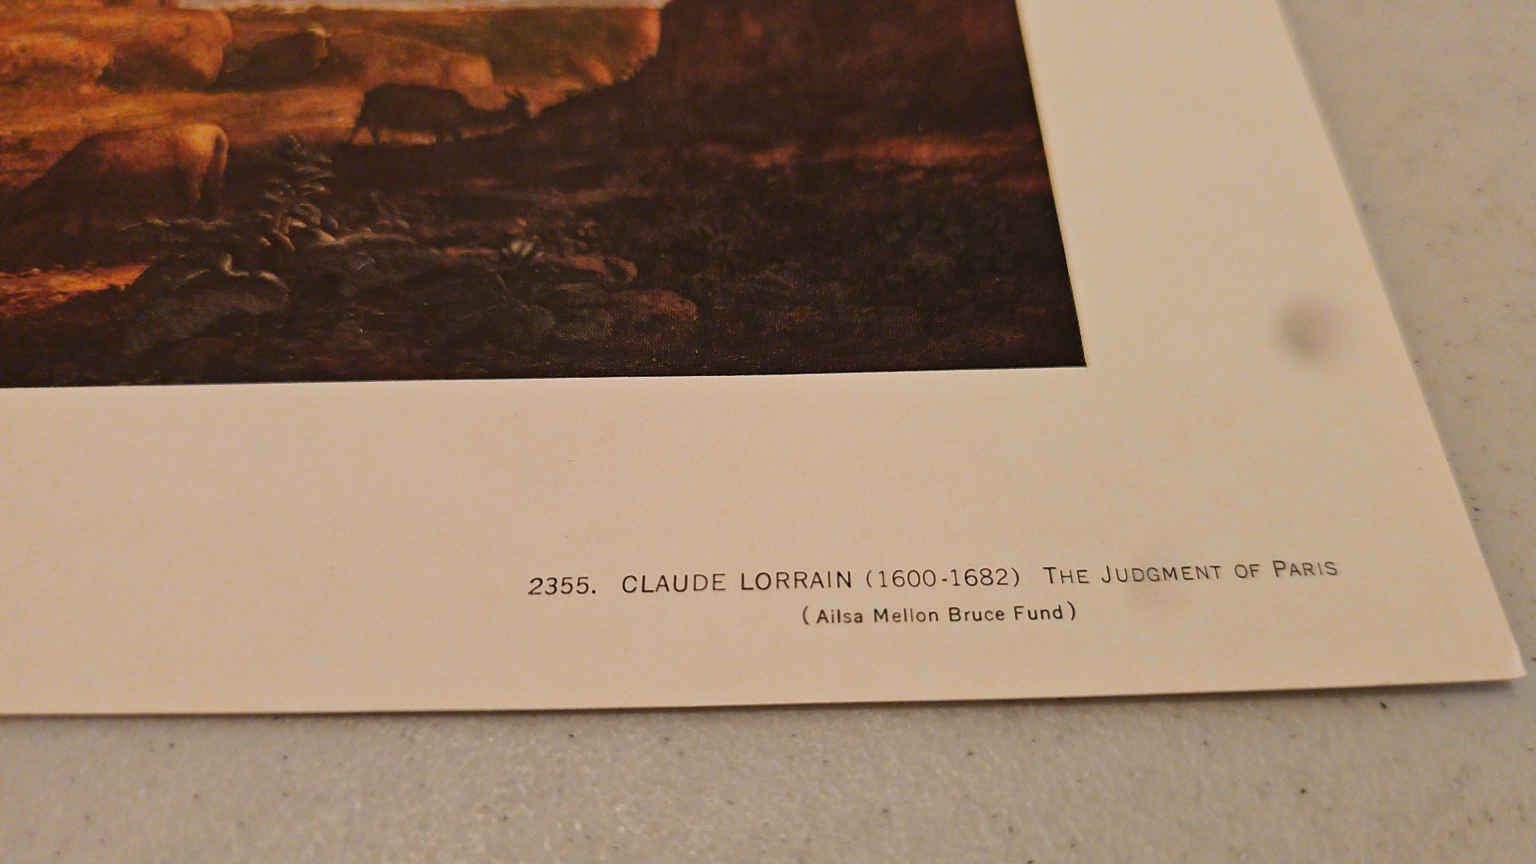 2355. CLAUDE LORRAIN (1600-1682) THE JUDGMENT OF PARIS
(Ailsa Mellon Bruce Fund)